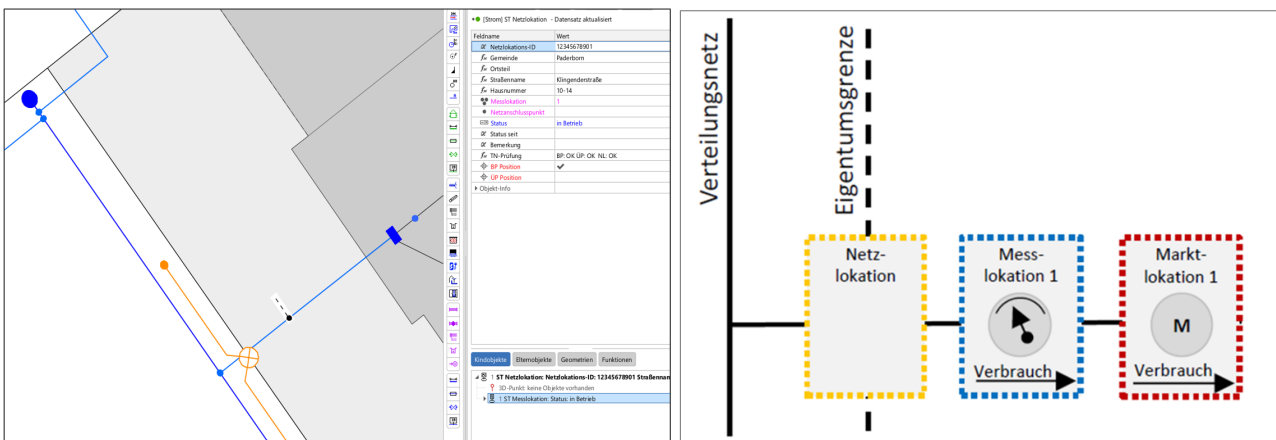 [Strom] ST Netzlokation - Datensatz aktualisiert
Feldname Wert
Netzlokations-ID 12345678901
Gemeinde Paderborn
Ortsteil
Straßenname Klingenderstraße
Hausnummer 10-14
Messlokation 1
Netzanschlusspunkt
Status in Betrieb
Status seit
Bemerkung
TN-Prüfung BP: OK ÜP: OK NL: OK
BP Position
ÜP Position
Objekt-Info
Kindobjekte Elternobjekte Geometrien Funktionen
1 ST Netzlokation: Netzlokations-ID: 12345678901 Straßennan
3D-Punkt: keine Objekte vorhanden
1 ST Messlokation: Status: in Betrieb
Verteilungsnetz
Eigentumsgrenze
Netz-
lokation
Mess-
lokation 1
Verbrauch
Markt-
lokation 1
M
Verbrauch